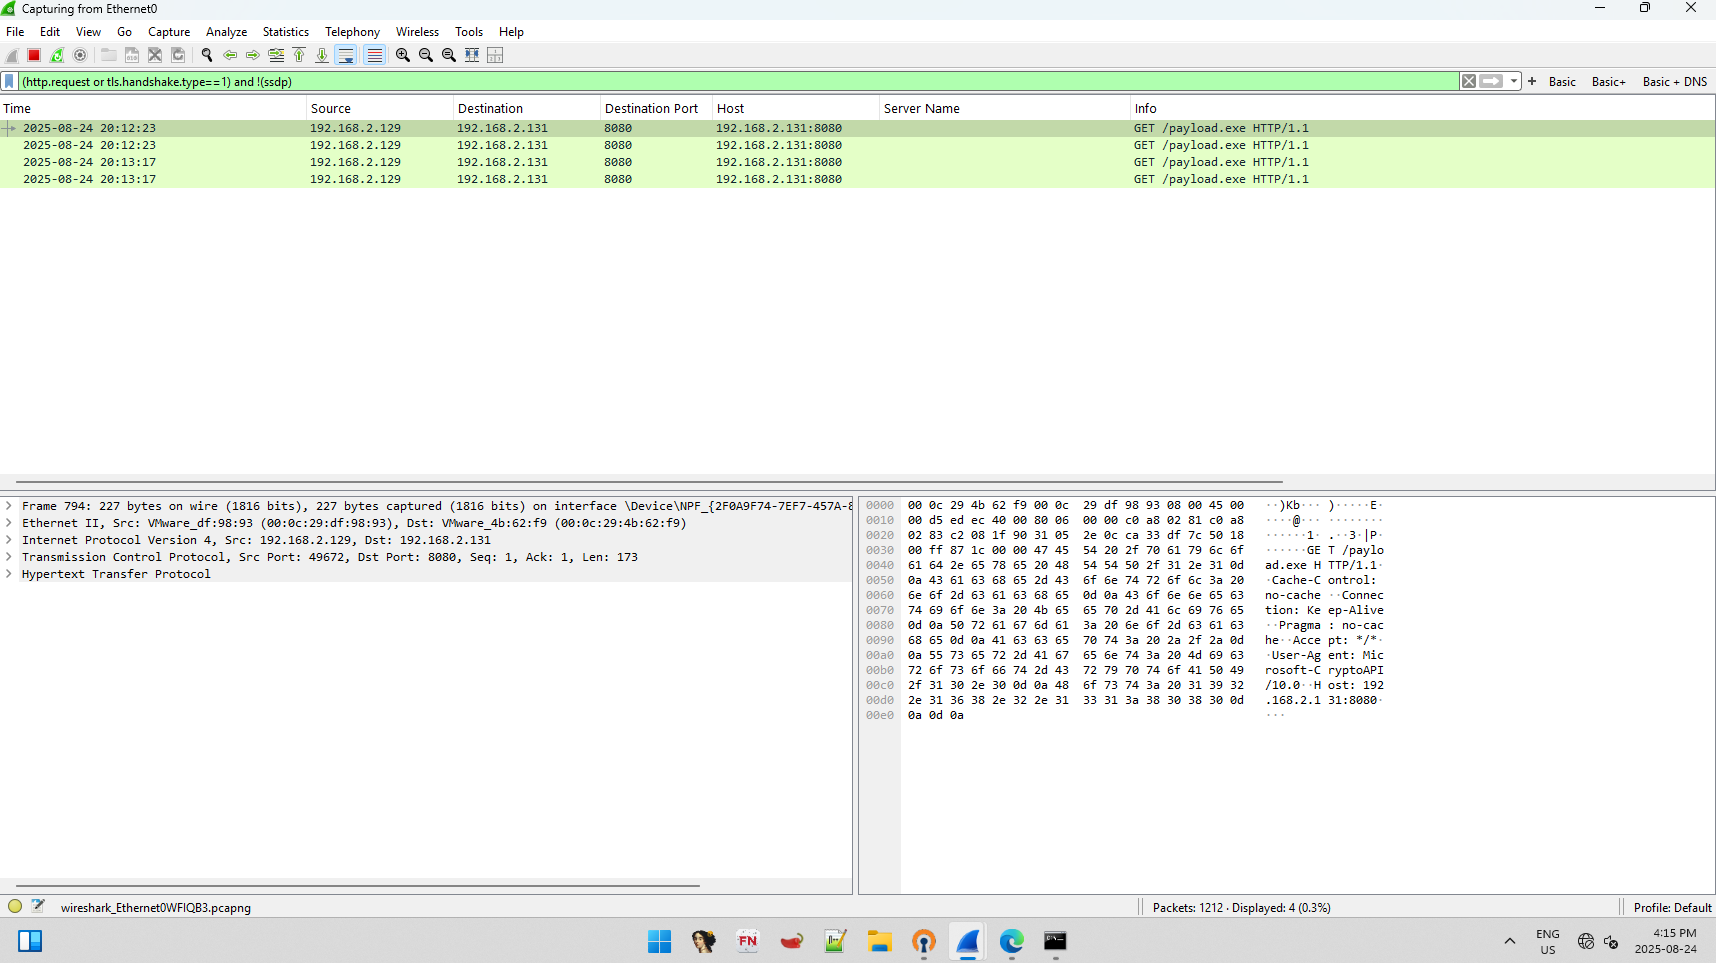 Capturing from Ethernet0
File Edit View Go Capture Analyze Statistics Telephony Wireless Tools Help
(http.request or tls.handshake.type==1) and !(ssdp)
+ Basic Basic+ Basic + DNS
Time Source Destination Destination Port Host Server Name Info
2025-08-24 20:12:23 192.168.2.129 192.168.2.131 8080 192.168.2.131:8080 GET /payload.exe HTTP/1.1
2025-08-24 20:12:23 192.168.2.129 192.168.2.131 8080 192.168.2.131:8080 GET /payload.exe HTTP/1.1
2025-08-24 20:13:17 192.168.2.129 192.168.2.131 8080 192.168.2.131:8080 GET /payload.exe HTTP/1.1
2025-08-24 20:13:17 192.168.2.129 192.168.2.131 8080 192.168.2.131:8080 GET /payload.exe HTTP/1.1
Frame 794: 227 bytes on wire (1816 bits), 227 bytes captured (1816 bits) on interface \Device\NPF_{2F0A9F74-7EF7-457A-8
Ethernet II, Src: VMware_df:98:93 (00:0c:29:df:98:93), Dst: VMware_4b:62:f9 (00:0c:29:4b:62:f9)
Internet Protocol Version 4, Src: 192.168.2.129, Dst: 192.168.2.131
Transmission Control Protocol, Src Port: 49672, Dst Port: 8080, Seq: 1, Ack: 1, Len: 173
Hypertext Transfer Protocol
0000 00 0c 29 4b 62 f9 00 0c 29 df 98 93 08 00 45 00 ··)Kb··· )·····E·
0010 00 d5 ed ec 40 00 80 06 00 00 c0 a8 02 81 c0 a8 ····@··· ········
0020 02 83 c2 08 1f 90 31 05 2e 0c ca 33 df 7c 50 18 ······1· .··3·|P·
0030 00 ff 87 1c 00 00 47 45 54 20 2f 70 61 79 6c 6f ······GE T /paylo
0040 61 64 2e 65 78 65 20 48 54 54 50 2f 31 2e 31 0d ad.exe H TTP/1.1·
0050 0a 43 61 63 68 65 2d 43 6f 6e 74 72 6f 6c 3a 20 ·Cache-C ontrol: 
0060 6e 6f 2d 63 61 63 68 65 0d 0a 43 6f 6e 6e 65 63 no-cache ··Connec
0070 74 69 6f 6e 3a 20 4b 65 65 70 2d 41 6c 69 76 65 tion: Ke ep-Alive
0080 0d 0a 50 72 61 67 6d 61 3a 20 6e 6f 2d 63 61 63 ··Pragma : no-cac
0090 68 65 0d 0a 41 63 63 65 70 74 3a 20 2a 2f 2a 0d he··Acce pt: */*·
00a0 0a 55 73 65 72 2d 41 67 65 6e 74 3a 20 4d 69 63 ·User-Ag ent: Mic
00b0 72 6f 73 6f 66 74 2d 43 72 79 70 74 6f 41 50 49 rosoft-C ryptoAPI
00c0 2f 31 30 2e 30 0d 0a 48 6f 73 74 3a 20 31 39 32 /10.0··H ost: 192
00d0 2e 31 36 38 2e 32 2e 31 33 31 3a 38 30 38 30 0d .168.2.1 31:8080·
00e0 0a 0d 0a ···
wireshark_Ethernet0WFIQB3.pcapng
Packets: 1212 · Displayed: 4 (0.3%)
Profile: Default
FN
ENG
US
4:15 PM
2025-08-24